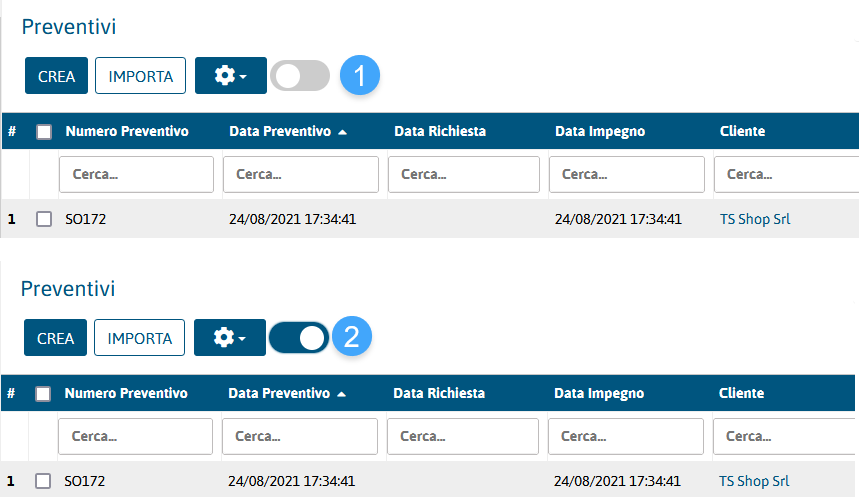 Preventivi
CREA IMPORTA 1
# Numero Preventivo Data Preventivo Data Richiesta Data Impegno Cliente
Cerca... Cerca... Cerca... Cerca... Cerca...
1 SO172 24/08/2021 17:34:41 24/08/2021 17:34:41 TS Shop Srl
Preventivi
CREA IMPORTA 2
# Numero Preventivo Data Preventivo Data Richiesta Data Impegno Cliente
Cerca... Cerca... Cerca... Cerca... Cerca...
1 SO172 24/08/2021 17:34:41 24/08/2021 17:34:41 TS Shop Srl